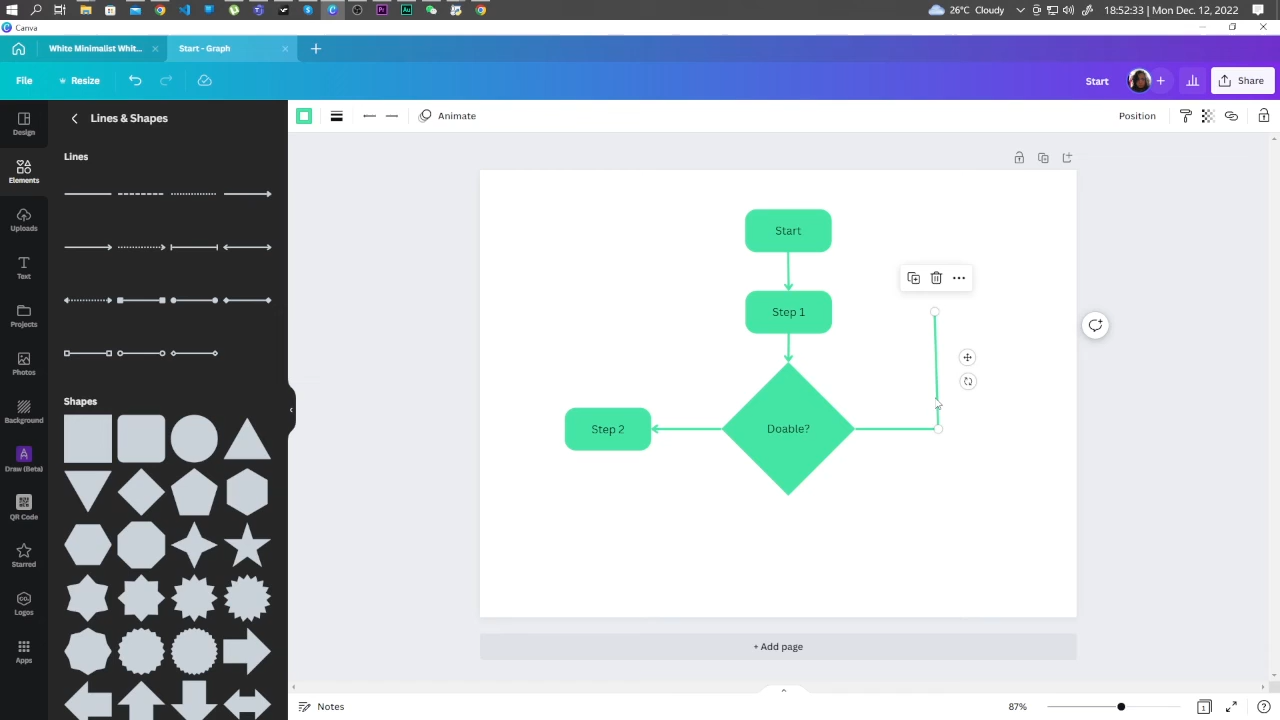 26°C Cloudy
18:52:33 | Mon Dec. 12, 2022
Canva
White Minimalist Whit...
Start - Graph
File
Resize
Start
Share
Design
Elements
Uploads
Text
Projects
Photos
Background
Draw (Beta)
QR Code
Starred
Logos
Apps
Lines & Shapes
Lines
Shapes
Animate
Position
Start
Step 1
Step 2
Doable?
+ Add page
Notes
87%
1